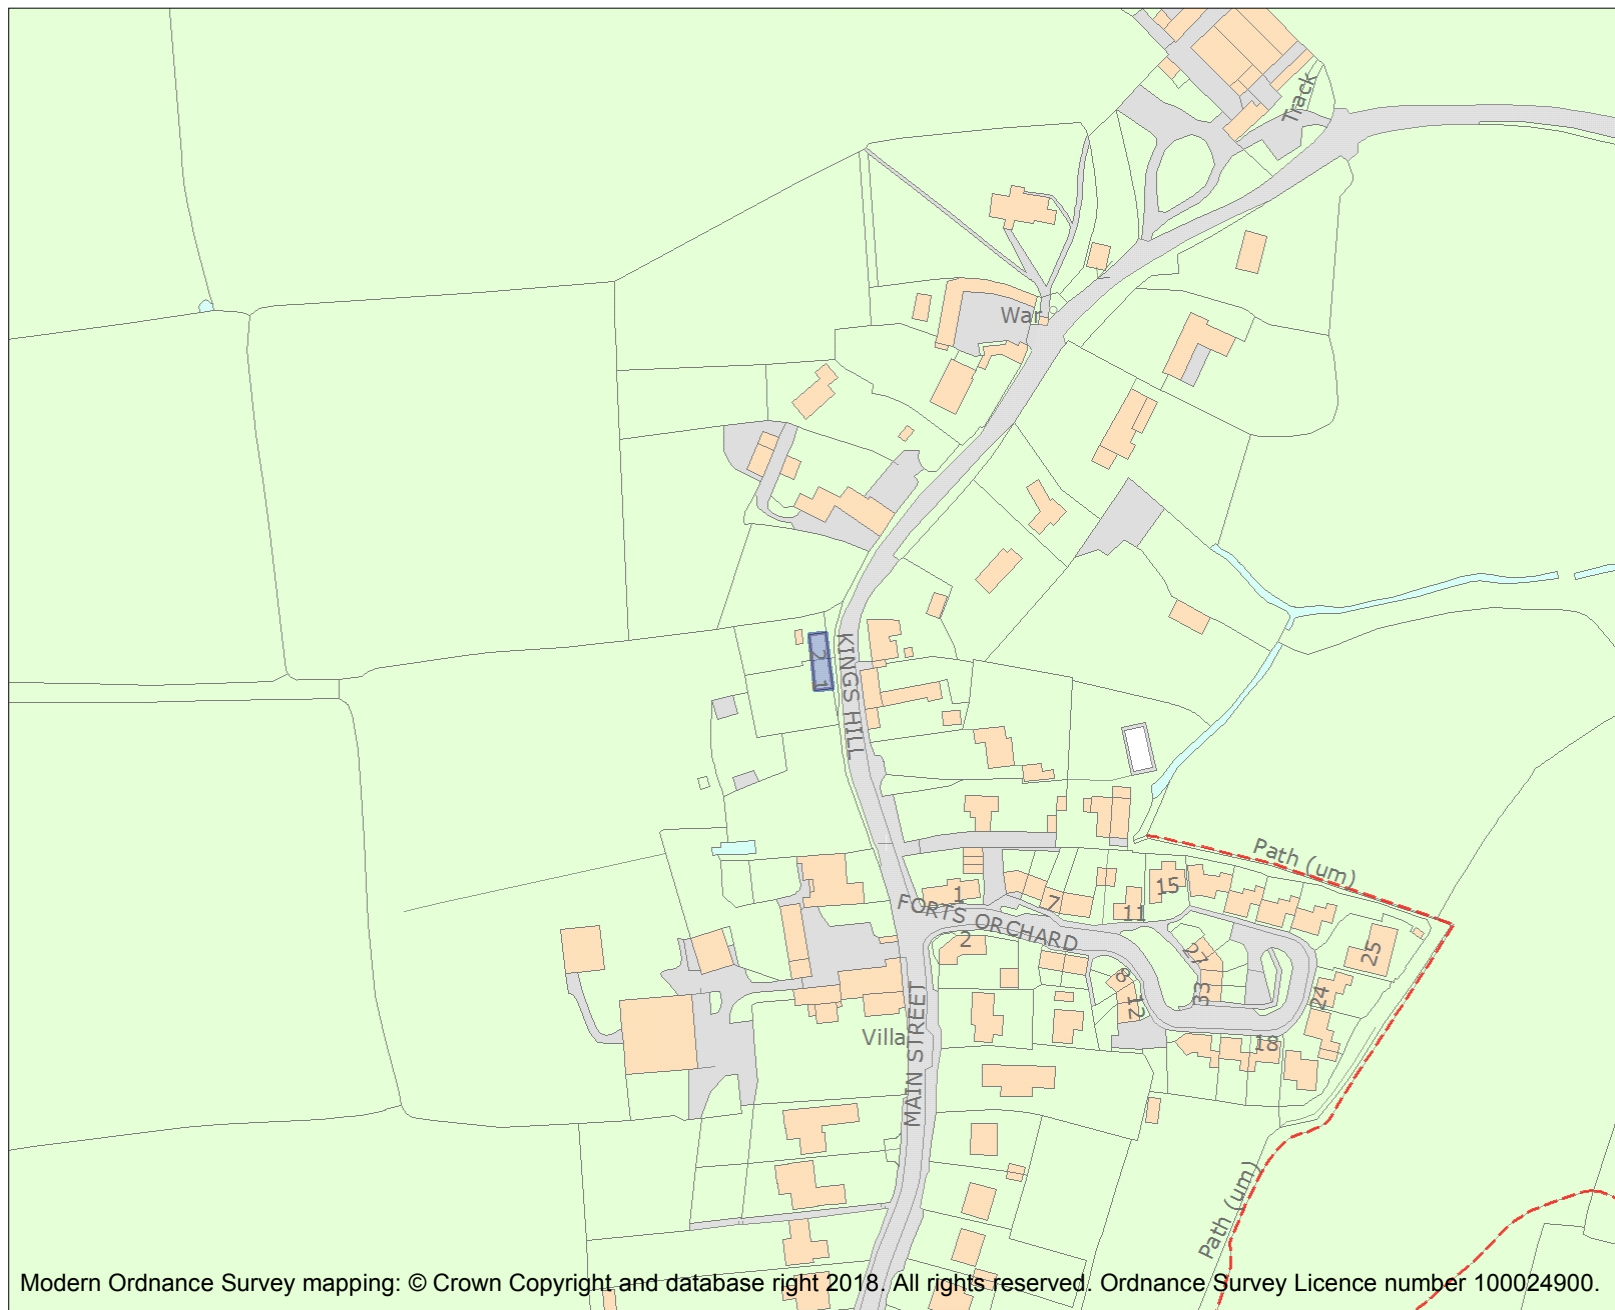 Track
War
2
1
KINGS HILL
Path (um)
15
1
7
11
FORTS ORCHARD
2
27
25
8
12
33
24
18
Villa
MAIN STREET
Path (um)
Modern Ordnance Survey mapping: © Crown Copyright and database right 2018. All rights reserved. Ordnance Survey Licence number 100024900.